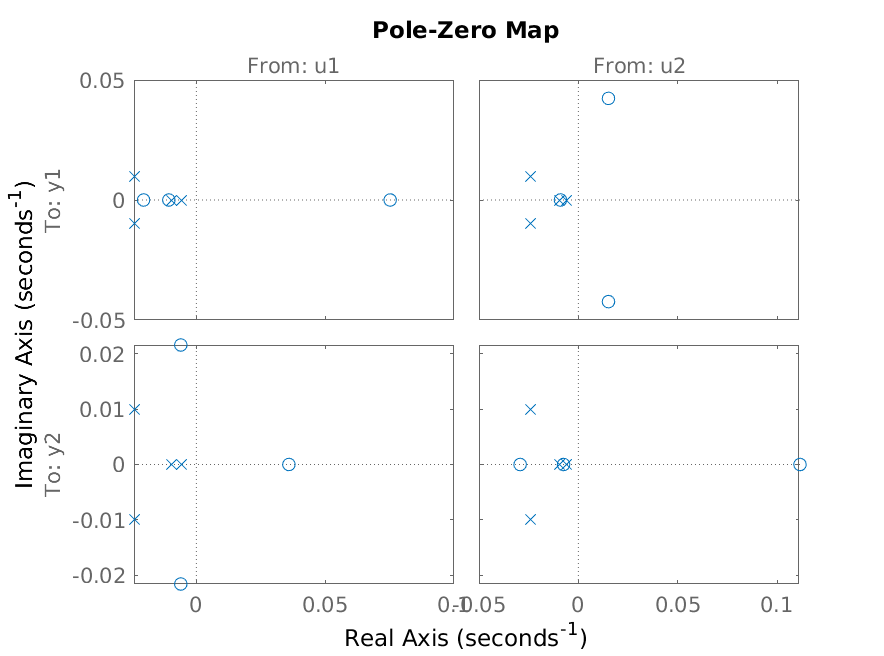 Pole-Zero Map
From: u1
From: u2
Imaginary Axis (seconds⁻¹)
To: y1
0.05
0
-0.05
To: y2
0.02
0.01
0
-0.01
-0.02
0
0.05
0.1
-0.05
0
0.05
0.1
Real Axis (seconds⁻¹)